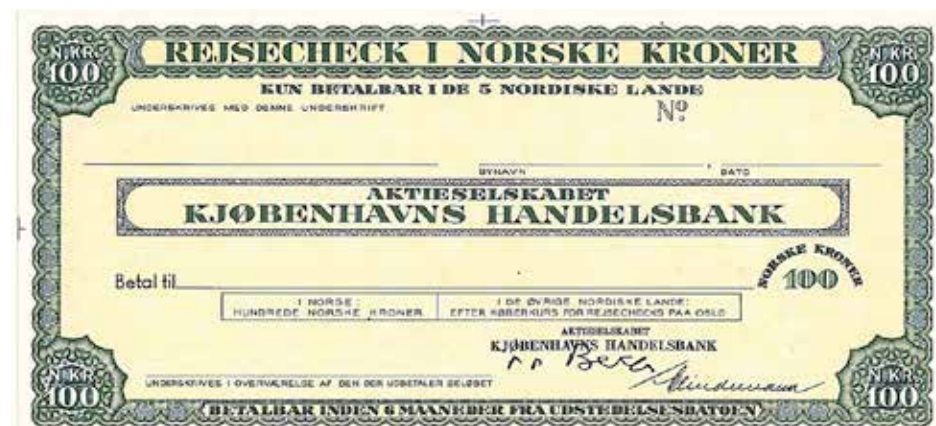 REJSECHECK I NORSKE KRONER
N.KR. 100
N.KR. 100
KUN BETALBAR I DE 5 NORDISKE LANDE
UNDERSKRIVES MED DENNE UNDERSKRIFT
Nº
BYNAVN
DATO
AKTIESELSKABET
KJØBENHAVNS HANDELSBANK
Betal til
NORSKE KRONER
100
I NORGE:
HUNDREDE NORSKE KRONER
I DE ØVRIGE NORDISKE LANDE:
EFTER KØBERKURS FOR REJSECHECKS PAA OSLO
AKTIESELSKABET
KJØBENHAVNS HANDELSBANK
UNDERSKRIVES I OVERVÆRELSE AF DEN DER UDBETALER BELØBET
N.KR. 100
N.KR. 100
BETALBAR INDEN 6 MAANEDER FRA UDSTEDELSESDATOEN